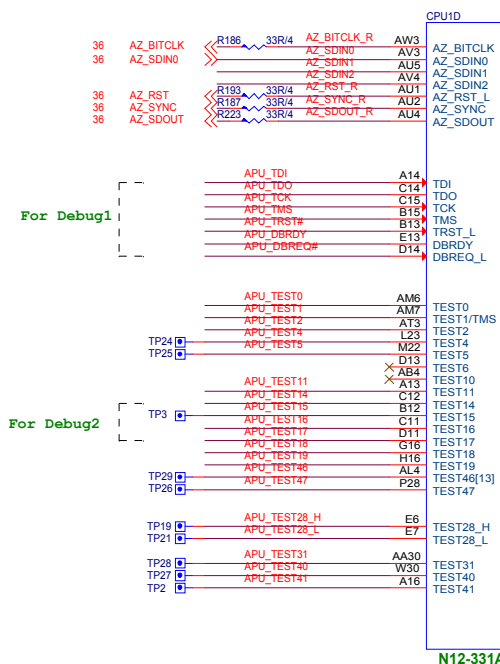 CPU1D
36 AZ_BITCLK R186 33R/4 AZ_BITCLK_R AW3 AZ_BITCLK
36 AZ_SDIN0 AZ_SDIN0 AV3 AZ_SDIN0
AZ_SDIN1 AU5 AZ_SDIN1
AZ_SDIN2 AV4 AZ_SDIN2
36 AZ_RST R193 33R/4 AZ_RST_R AU1 AZ_RST_L
36 AZ_SYNC R187 33R/4 AZ_SYNC_R AU2 AZ_SYNC
36 AZ_SDOUT R223 33R/4 AZ_SDOUT_R AU4 AZ_SDOUT
APU_TDI A14 TDI
APU_TDO C14 TDO
APU_TCK C15 TCK
For Debug1 APU_TMS B15 TMS
APU_TRST# B13 TRST_L
APU_DBRDY E13 DBRDY
APU_DBREQ# D14 DBREQ_L
APU_TEST0 AM6 TEST0
APU_TEST1 AM7 TEST1/TMS
APU_TEST2 AT3 TEST2
TP24 APU_TEST4 L23 TEST4
TP25 APU_TEST5 M22 TEST5
D13 TEST6
AB4 TEST10
APU_TEST11 A13 TEST11
APU_TEST14 C12 TEST14
For Debug2 TP3 APU_TEST15 B12 TEST15
APU_TEST16 C11 TEST16
APU_TEST17 D11 TEST17
APU_TEST18 G16 TEST18
APU_TEST19 H16 TEST19
TP29 APU_TEST46 AL4 TEST46[13]
TP26 APU_TEST47 P28 TEST47
TP19 APU_TEST28_H E6 TEST28_H
TP21 APU_TEST28_L E7 TEST28_L
TP28 APU_TEST31 AA30 TEST31
TP27 APU_TEST40 W30 TEST40
TP2 APU_TEST41 A16 TEST41
N12-331A